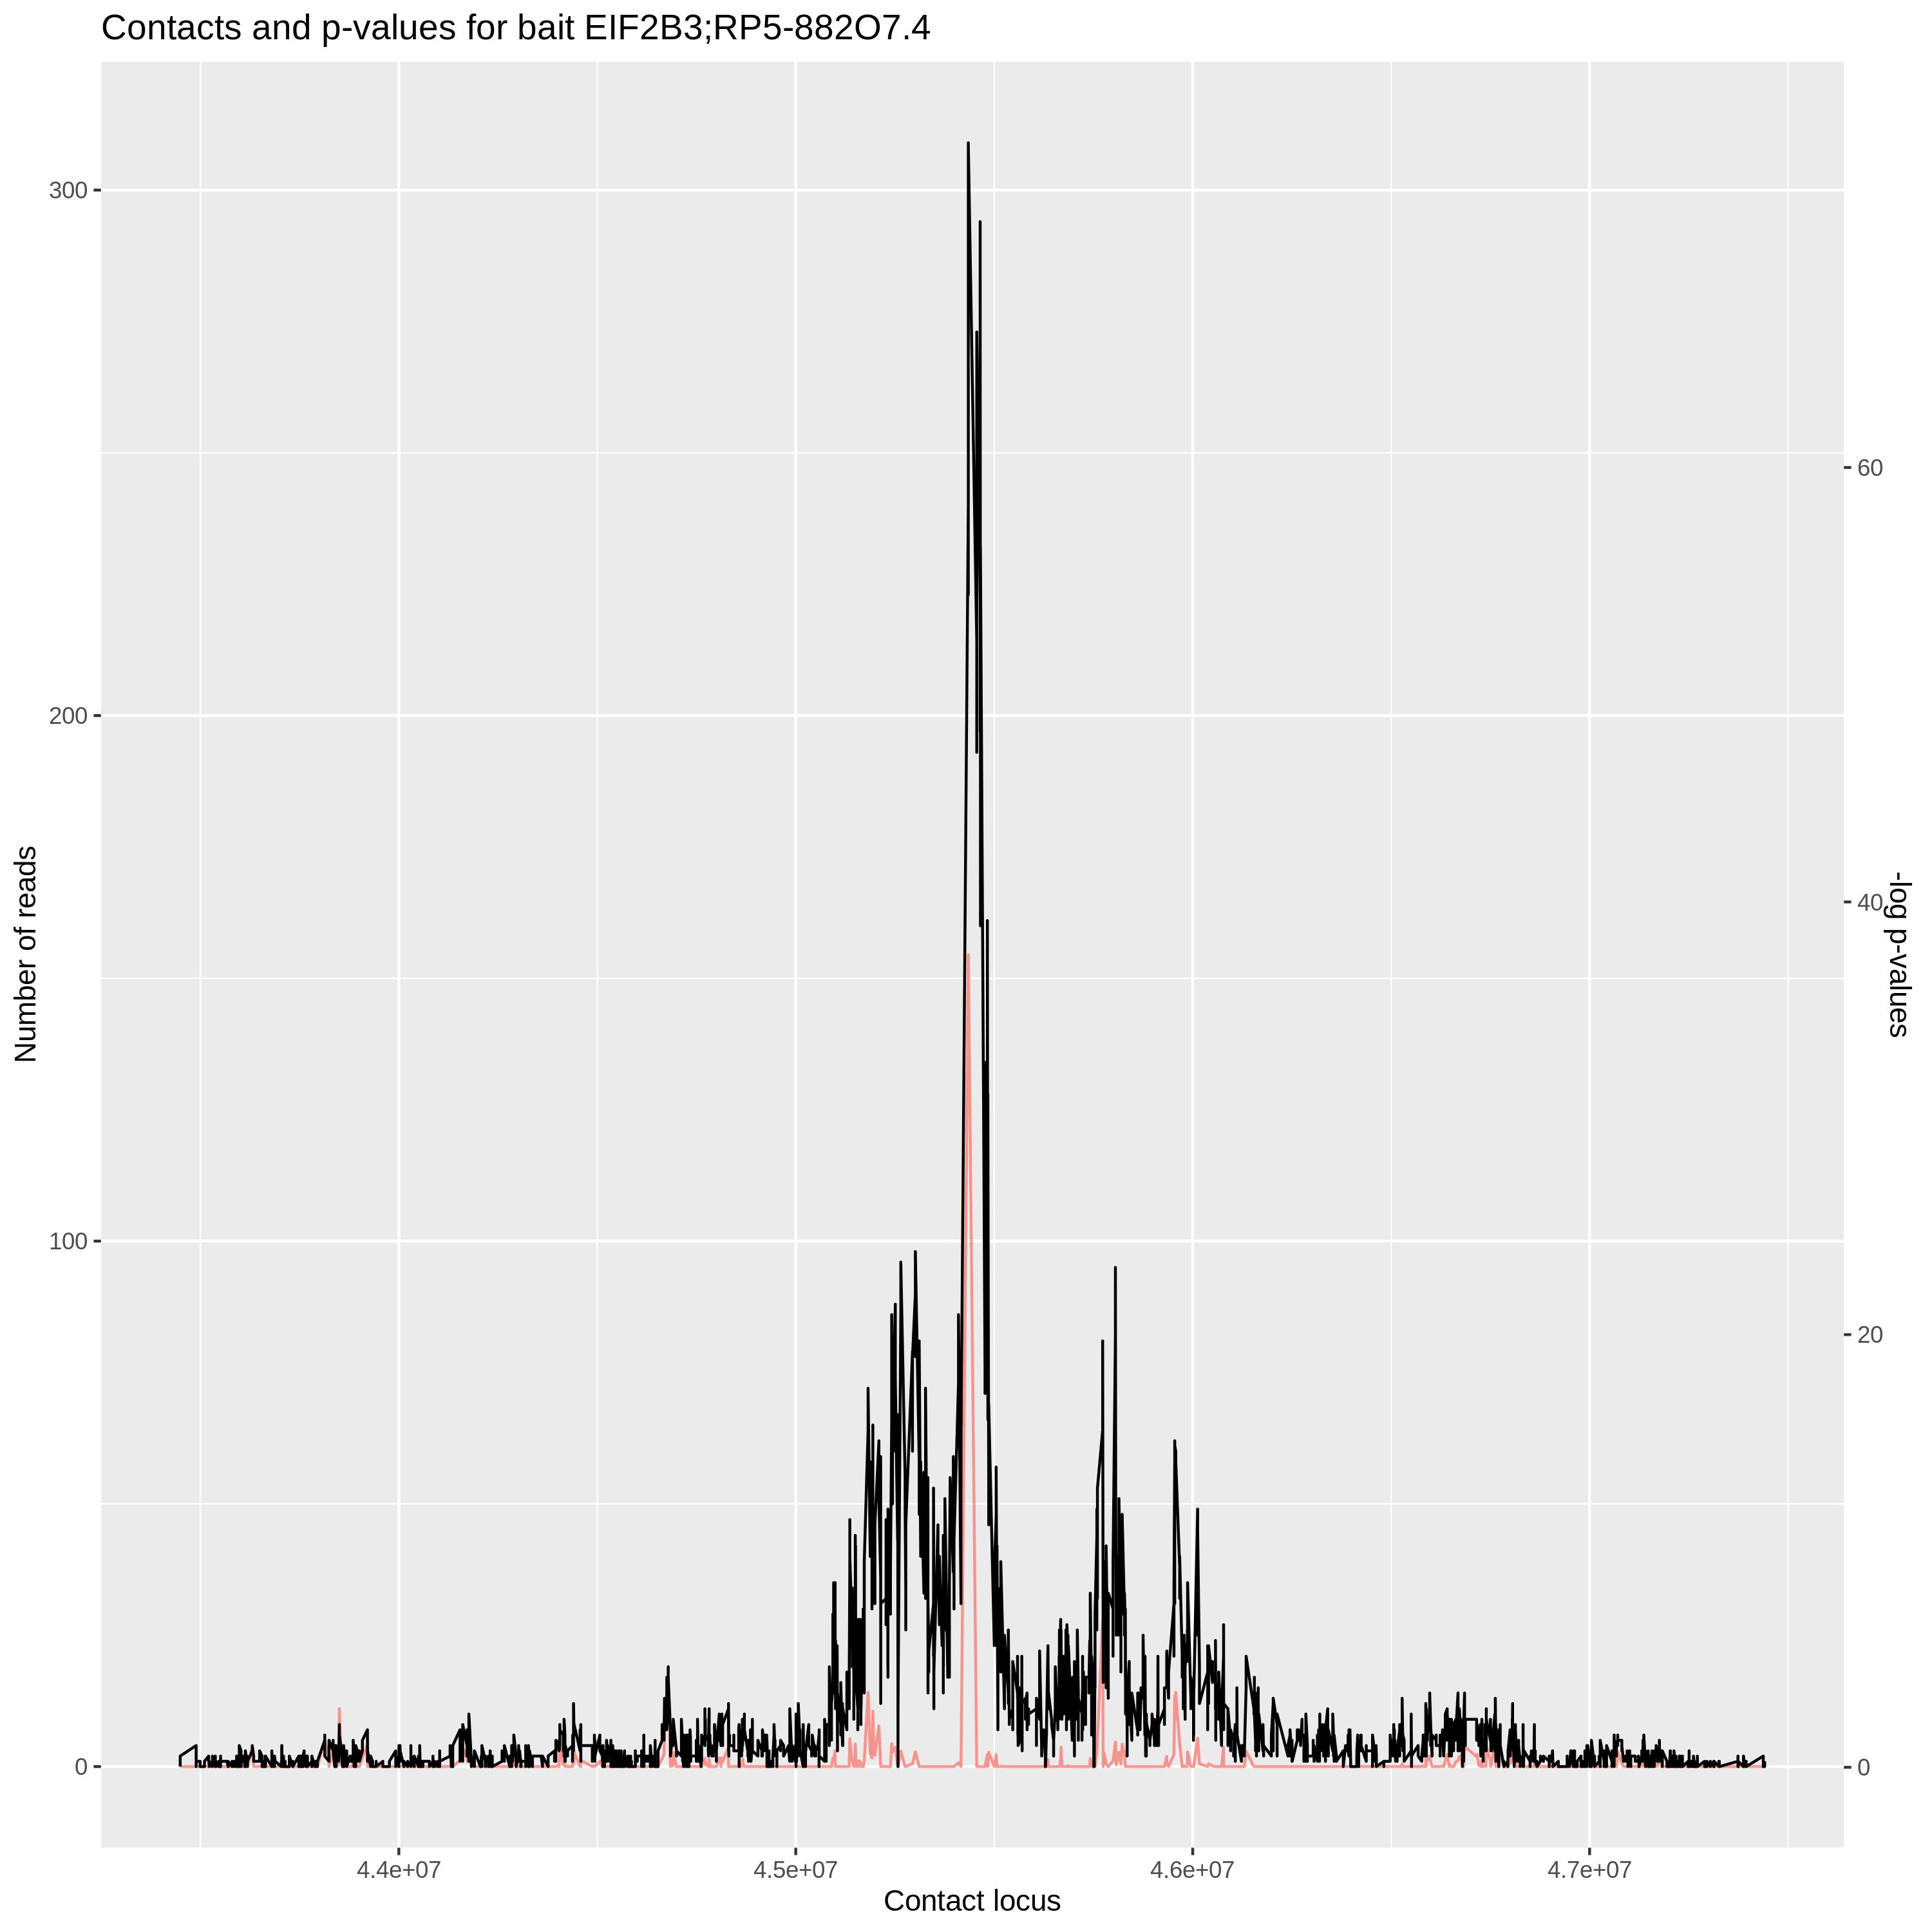 Contacts and p-values for bait EIF2B3;RP5-882O7.4
300
200
100
0
Number of reads
60
40
20
0
-log p-values
4.4e+07
4.5e+07
4.6e+07
4.7e+07
Contact locus